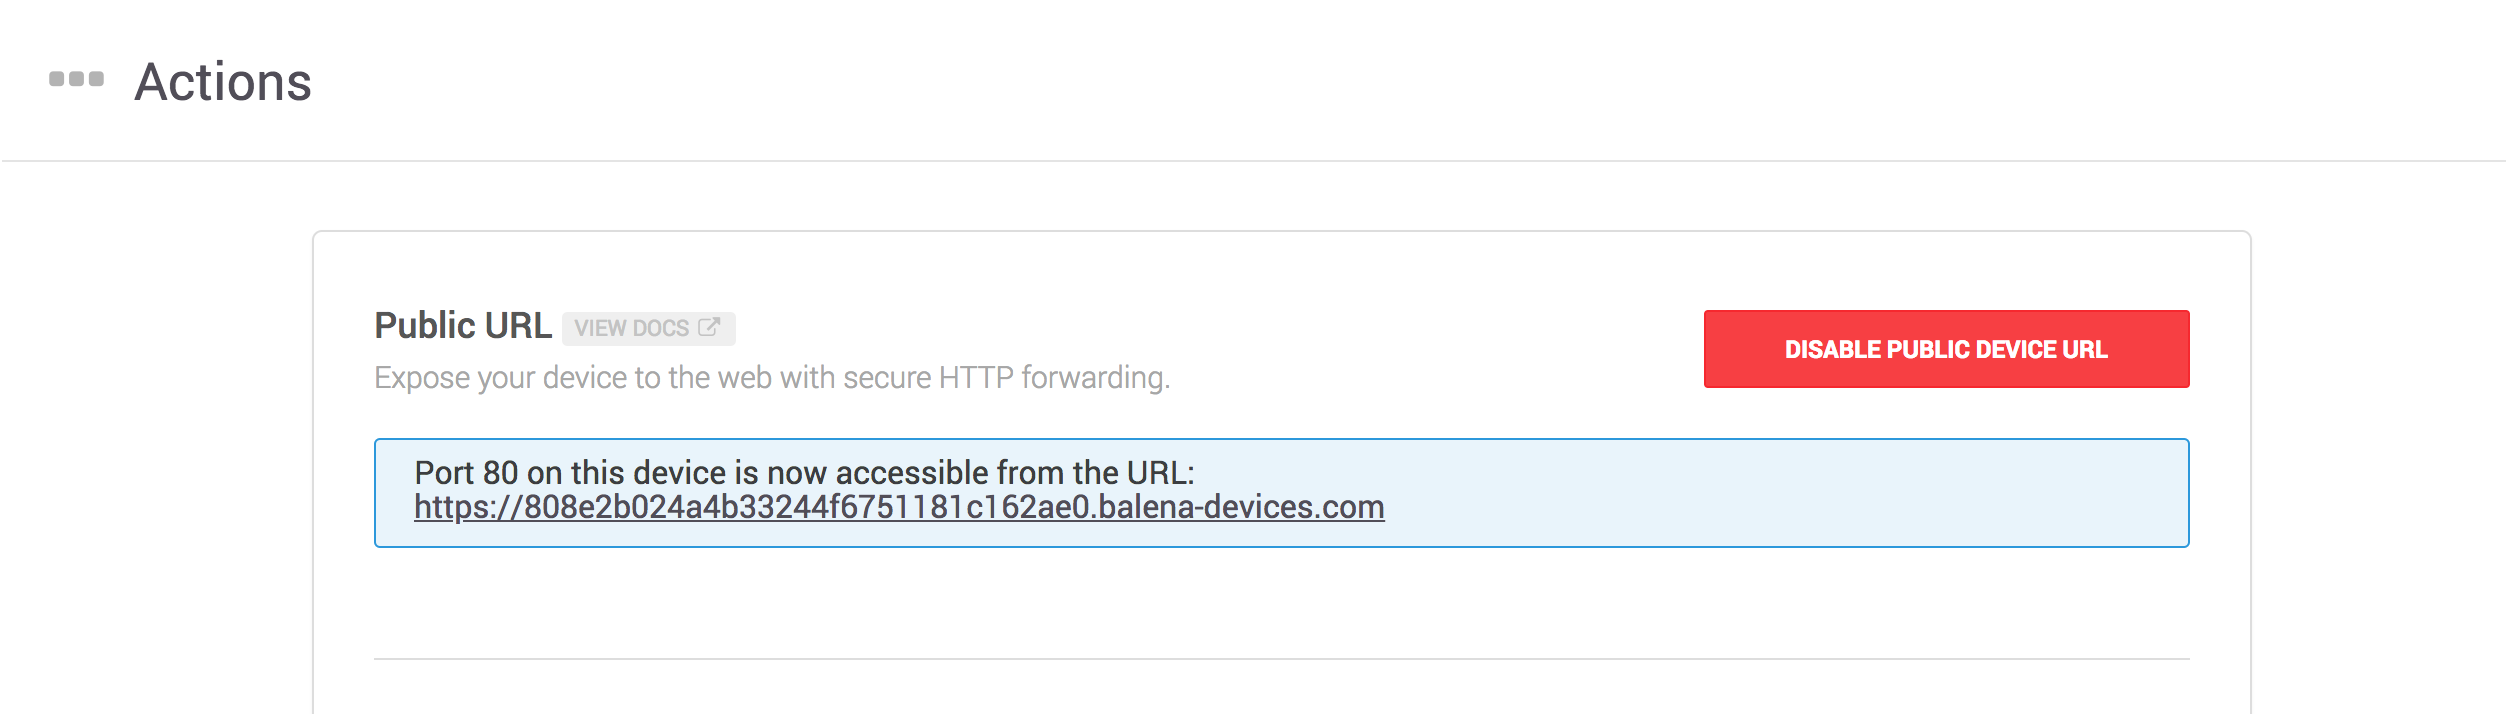 Actions
Public URL VIEW DOCS
DISABLE PUBLIC DEVICE URL
Expose your device to the web with secure HTTP forwarding.
Port 80 on this device is now accessible from the URL:
https://808e2b024a4b33244f6751181c162ae0.balena-devices.com